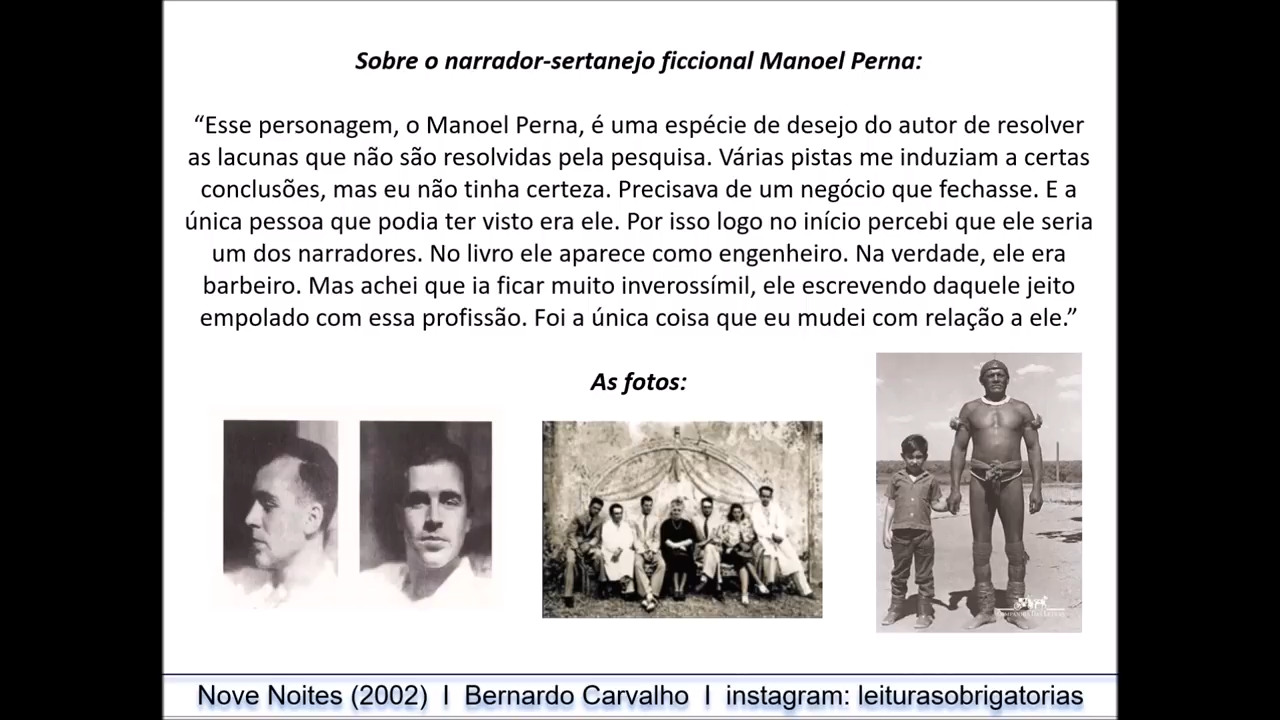 Sobre o narrador-sertanejo ficcional Manoel Perna:
“Esse personagem, o Manoel Perna, é uma espécie de desejo do autor de resolver
as lacunas que não são resolvidas pela pesquisa. Várias pistas me induziam a certas
conclusões, mas eu não tinha certeza. Precisava de um negócio que fechasse. E a
única pessoa que podia ter visto era ele. Por isso logo no início percebi que ele seria
um dos narradores. No livro ele aparece como engenheiro. Na verdade, ele era
barbeiro. Mas achei que ia ficar muito inverossímil, ele escrevendo daquele jeito
empolado com essa profissão. Foi a única coisa que eu mudei com relação a ele.”
As fotos:
Nove Noites (2002) I Bernardo Carvalho I instagram: leiturasobrigatorias